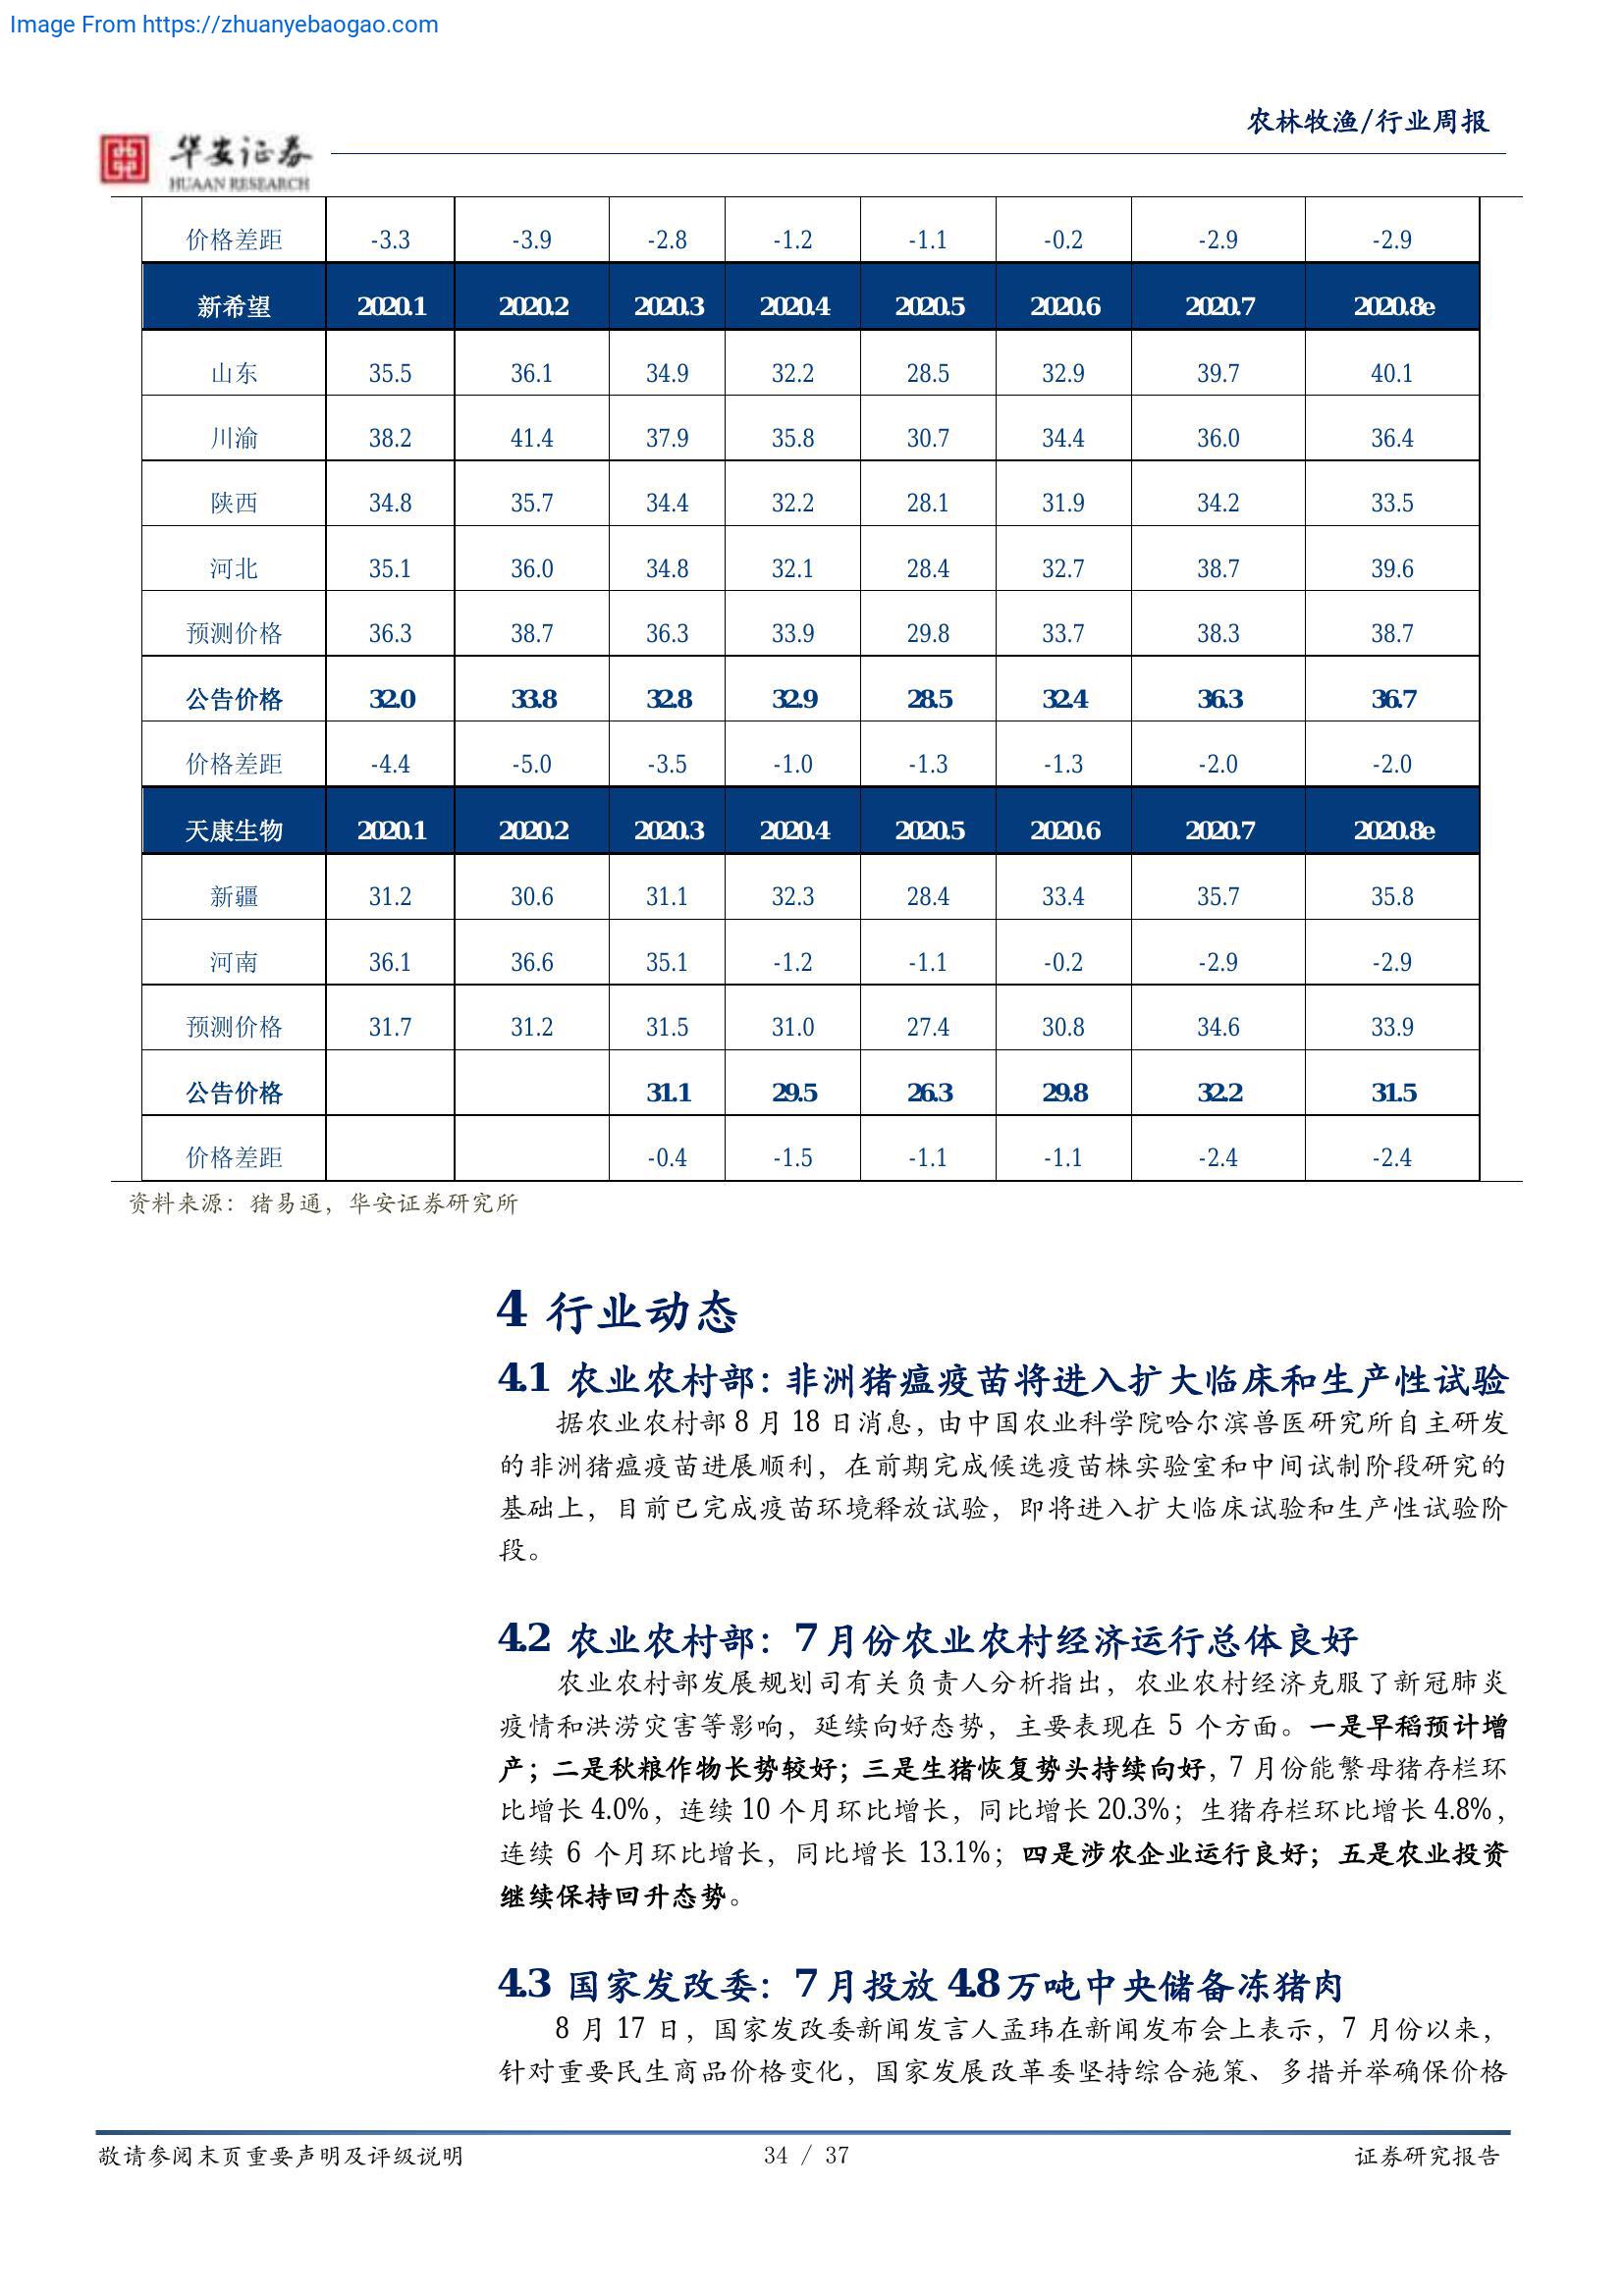 Image From https://zhuanyebaogao.com
农林牧渔/行业周报
华安证券
HUAAN RESEARCH
价格差距 -3.3 -3.9 -2.8 -1.2 -1.1 -0.2 -2.9 -2.9
新希望 2020.1 2020.2 2020.3 2020.4 2020.5 2020.6 2020.7 2020.8e
山东 35.5 36.1 34.9 32.2 28.5 32.9 39.7 40.1
川渝 38.2 41.4 37.9 35.8 30.7 34.4 36.0 36.4
陕西 34.8 35.7 34.4 32.2 28.1 31.9 34.2 33.5
河北 35.1 36.0 34.8 32.1 28.4 32.7 38.7 39.6
预测价格 36.3 38.7 36.3 33.9 29.8 33.7 38.3 38.7
公告价格 32.0 33.8 32.8 32.9 28.5 32.4 36.3 36.7
价格差距 -4.4 -5.0 -3.5 -1.0 -1.3 -1.3 -2.0 -2.0
天康生物 2020.1 2020.2 2020.3 2020.4 2020.5 2020.6 2020.7 2020.8e
新疆 31.2 30.6 31.1 32.3 28.4 33.4 35.7 35.8
河南 36.1 36.6 35.1 -1.2 -1.1 -0.2 -2.9 -2.9
预测价格 31.7 31.2 31.5 31.0 27.4 30.8 34.6 33.9
公告价格 31.1 29.5 26.3 29.8 32.2 31.5
价格差距 -0.4 -1.5 -1.1 -1.1 -2.4 -2.4
资料来源：猪易通，华安证券研究所
4 行业动态
4.1 农业农村部：非洲猪瘟疫苗将进入扩大临床和生产性试验
据农业农村部 8 月 18 日消息，由中国农业科学院哈尔滨兽医研究所自主研发
的非洲猪瘟疫苗进展顺利，在前期完成候选疫苗株实验室和中间试制阶段研究的
基础上，目前已完成疫苗环境释放试验，即将进入扩大临床试验和生产性试验阶
段。
4.2 农业农村部：7 月份农业农村经济运行总体良好
农业农村部发展规划司有关负责人分析指出，农业农村经济克服了新冠肺炎
疫情和洪涝灾害等影响，延续向好态势，主要表现在 5 个方面。一是早稻预计增
产；二是秋粮作物长势较好；三是生猪恢复势头持续向好，7 月份能繁母猪存栏环
比增长 4.0%，连续 10 个月环比增长，同比增长 20.3%；生猪存栏环比增长 4.8%，
连续 6 个月环比增长，同比增长 13.1%；四是涉农企业运行良好；五是农业投资
继续保持回升态势。
4.3 国家发改委：7 月投放 4.8 万吨中央储备冻猪肉
8 月 17 日，国家发改委新闻发言人孟玮在新闻发布会上表示，7 月份以来，
针对重要民生商品价格变化，国家发展改革委坚持综合施策、多措并举确保价格
敬请参阅末页重要声明及评级说明 34 / 37 证券研究报告